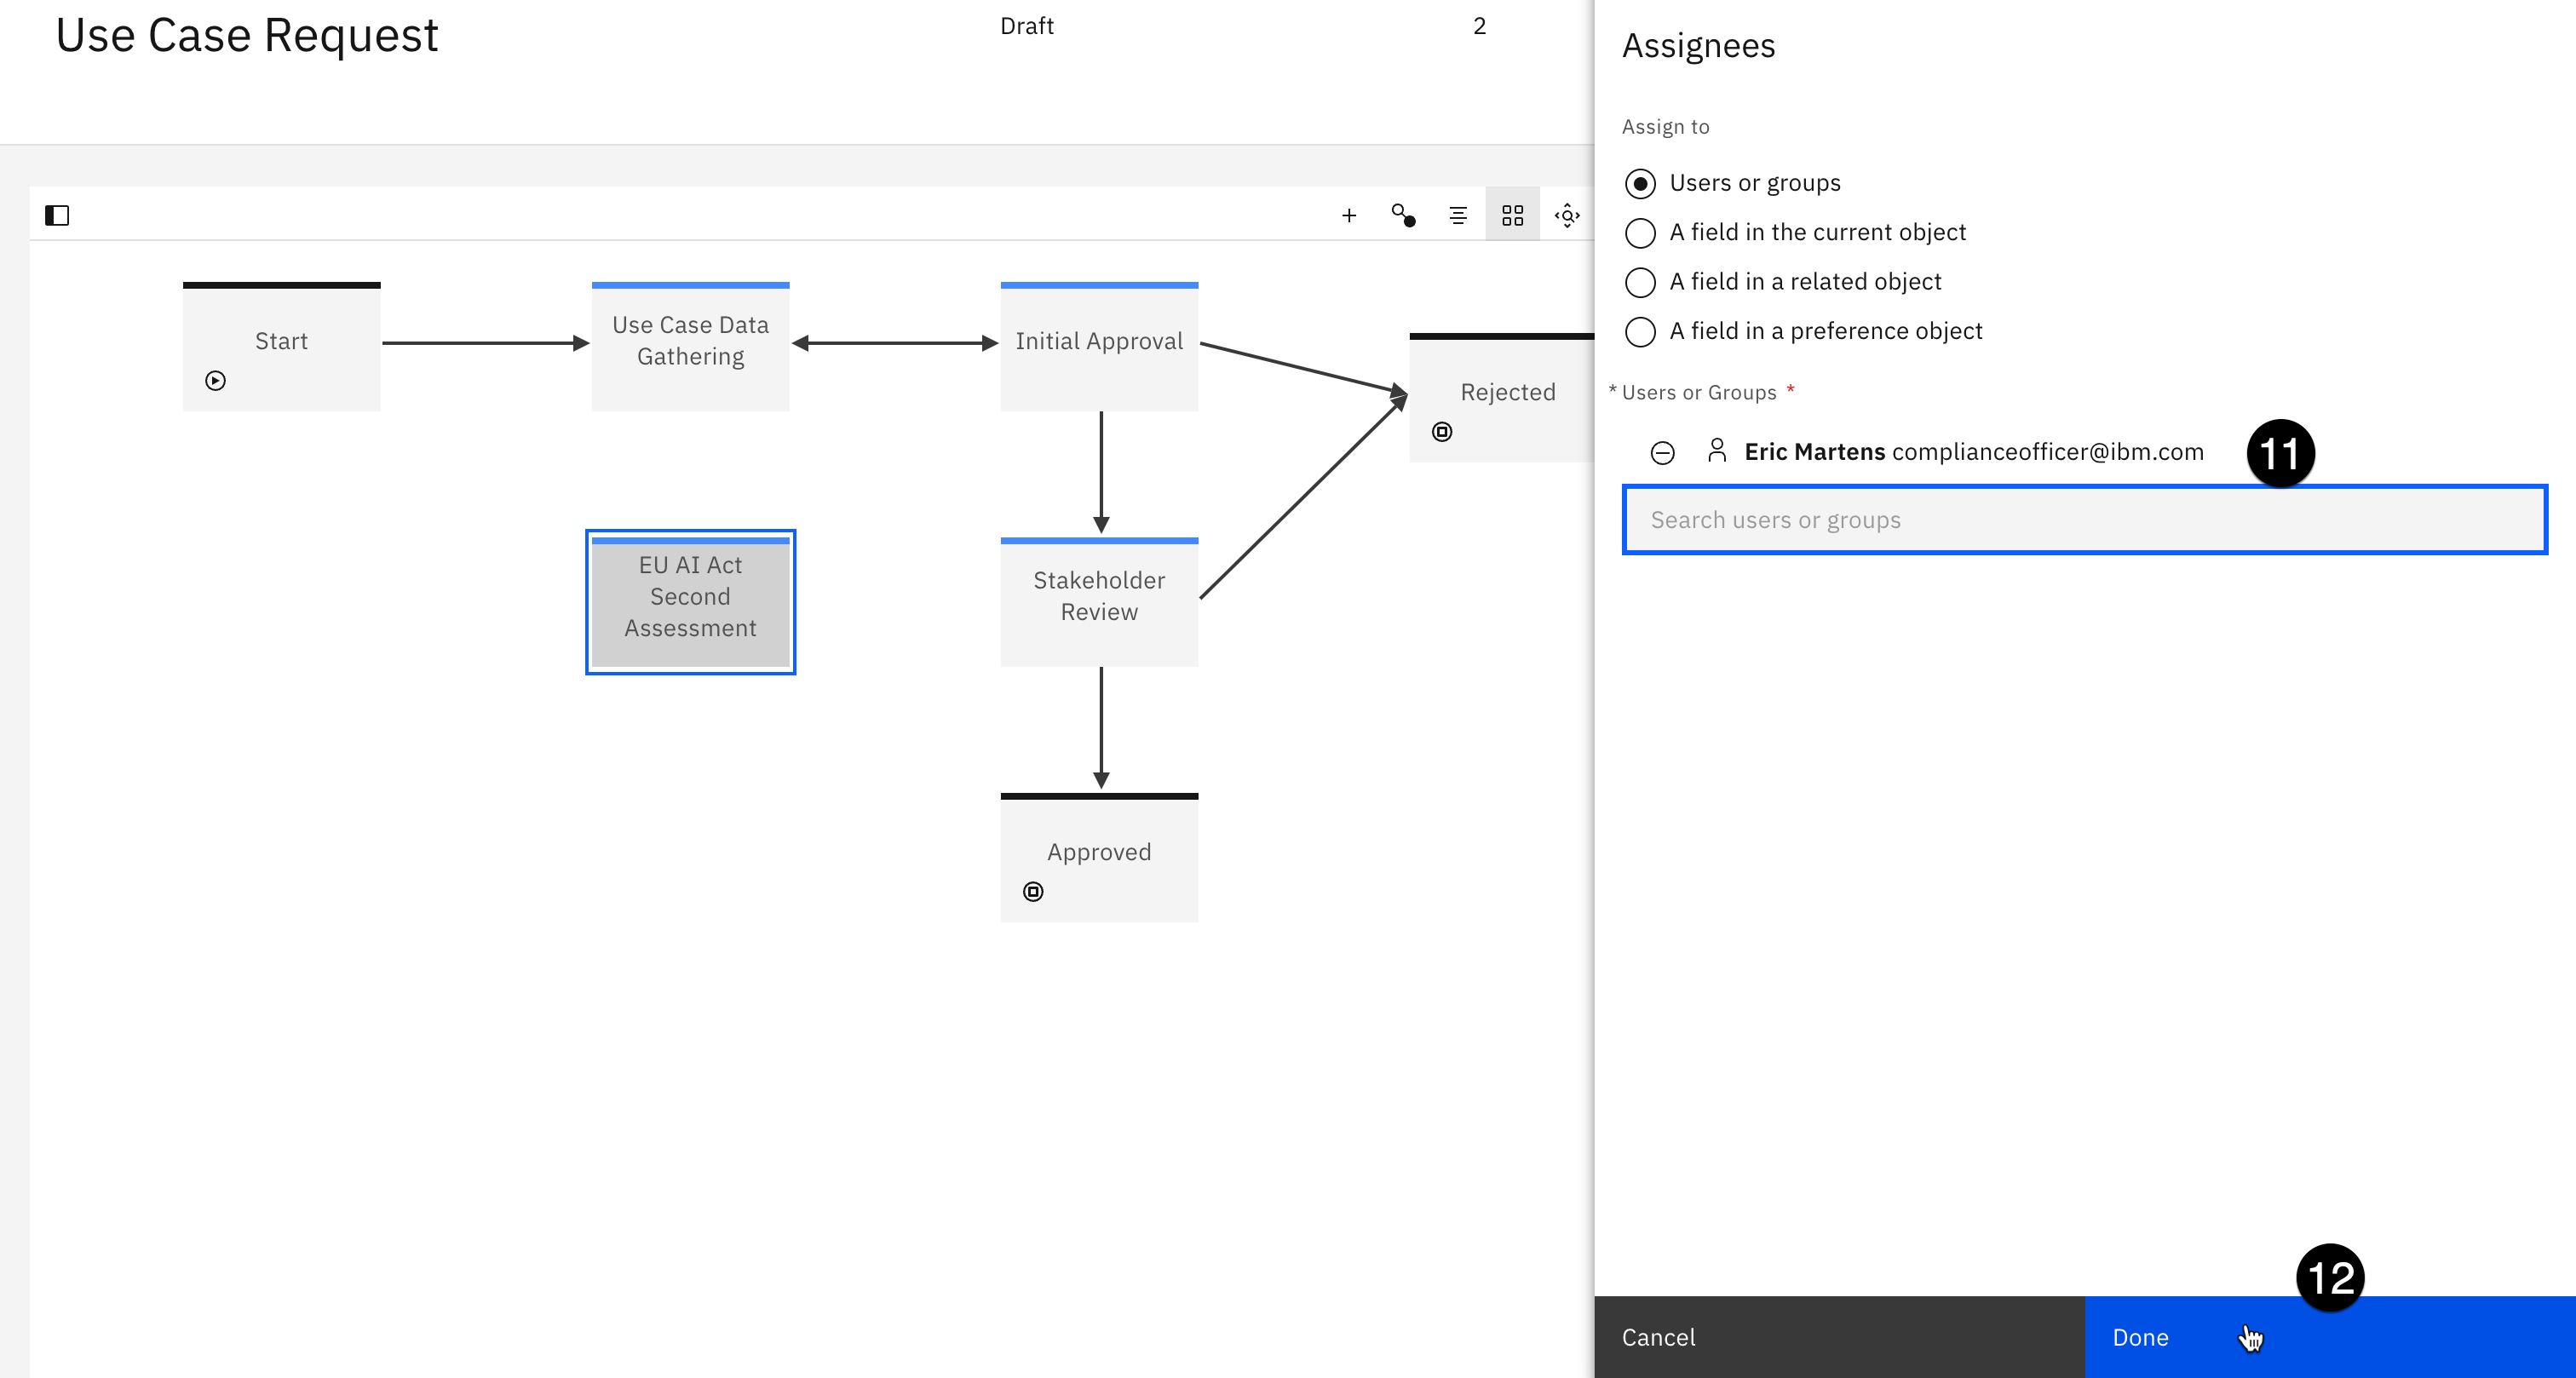 Use Case Request
Draft
2
Start
Use Case Data
Gathering
Initial Approval
Rejected
EU AI Act
Second
Assessment
Stakeholder
Review
Approved
Assignees
Assign to
Users or groups
A field in the current object
A field in a related object
A field in a preference object
* Users or Groups *
Eric Martens complianceofficer@ibm.com
11
Search users or groups
12
Cancel
Done